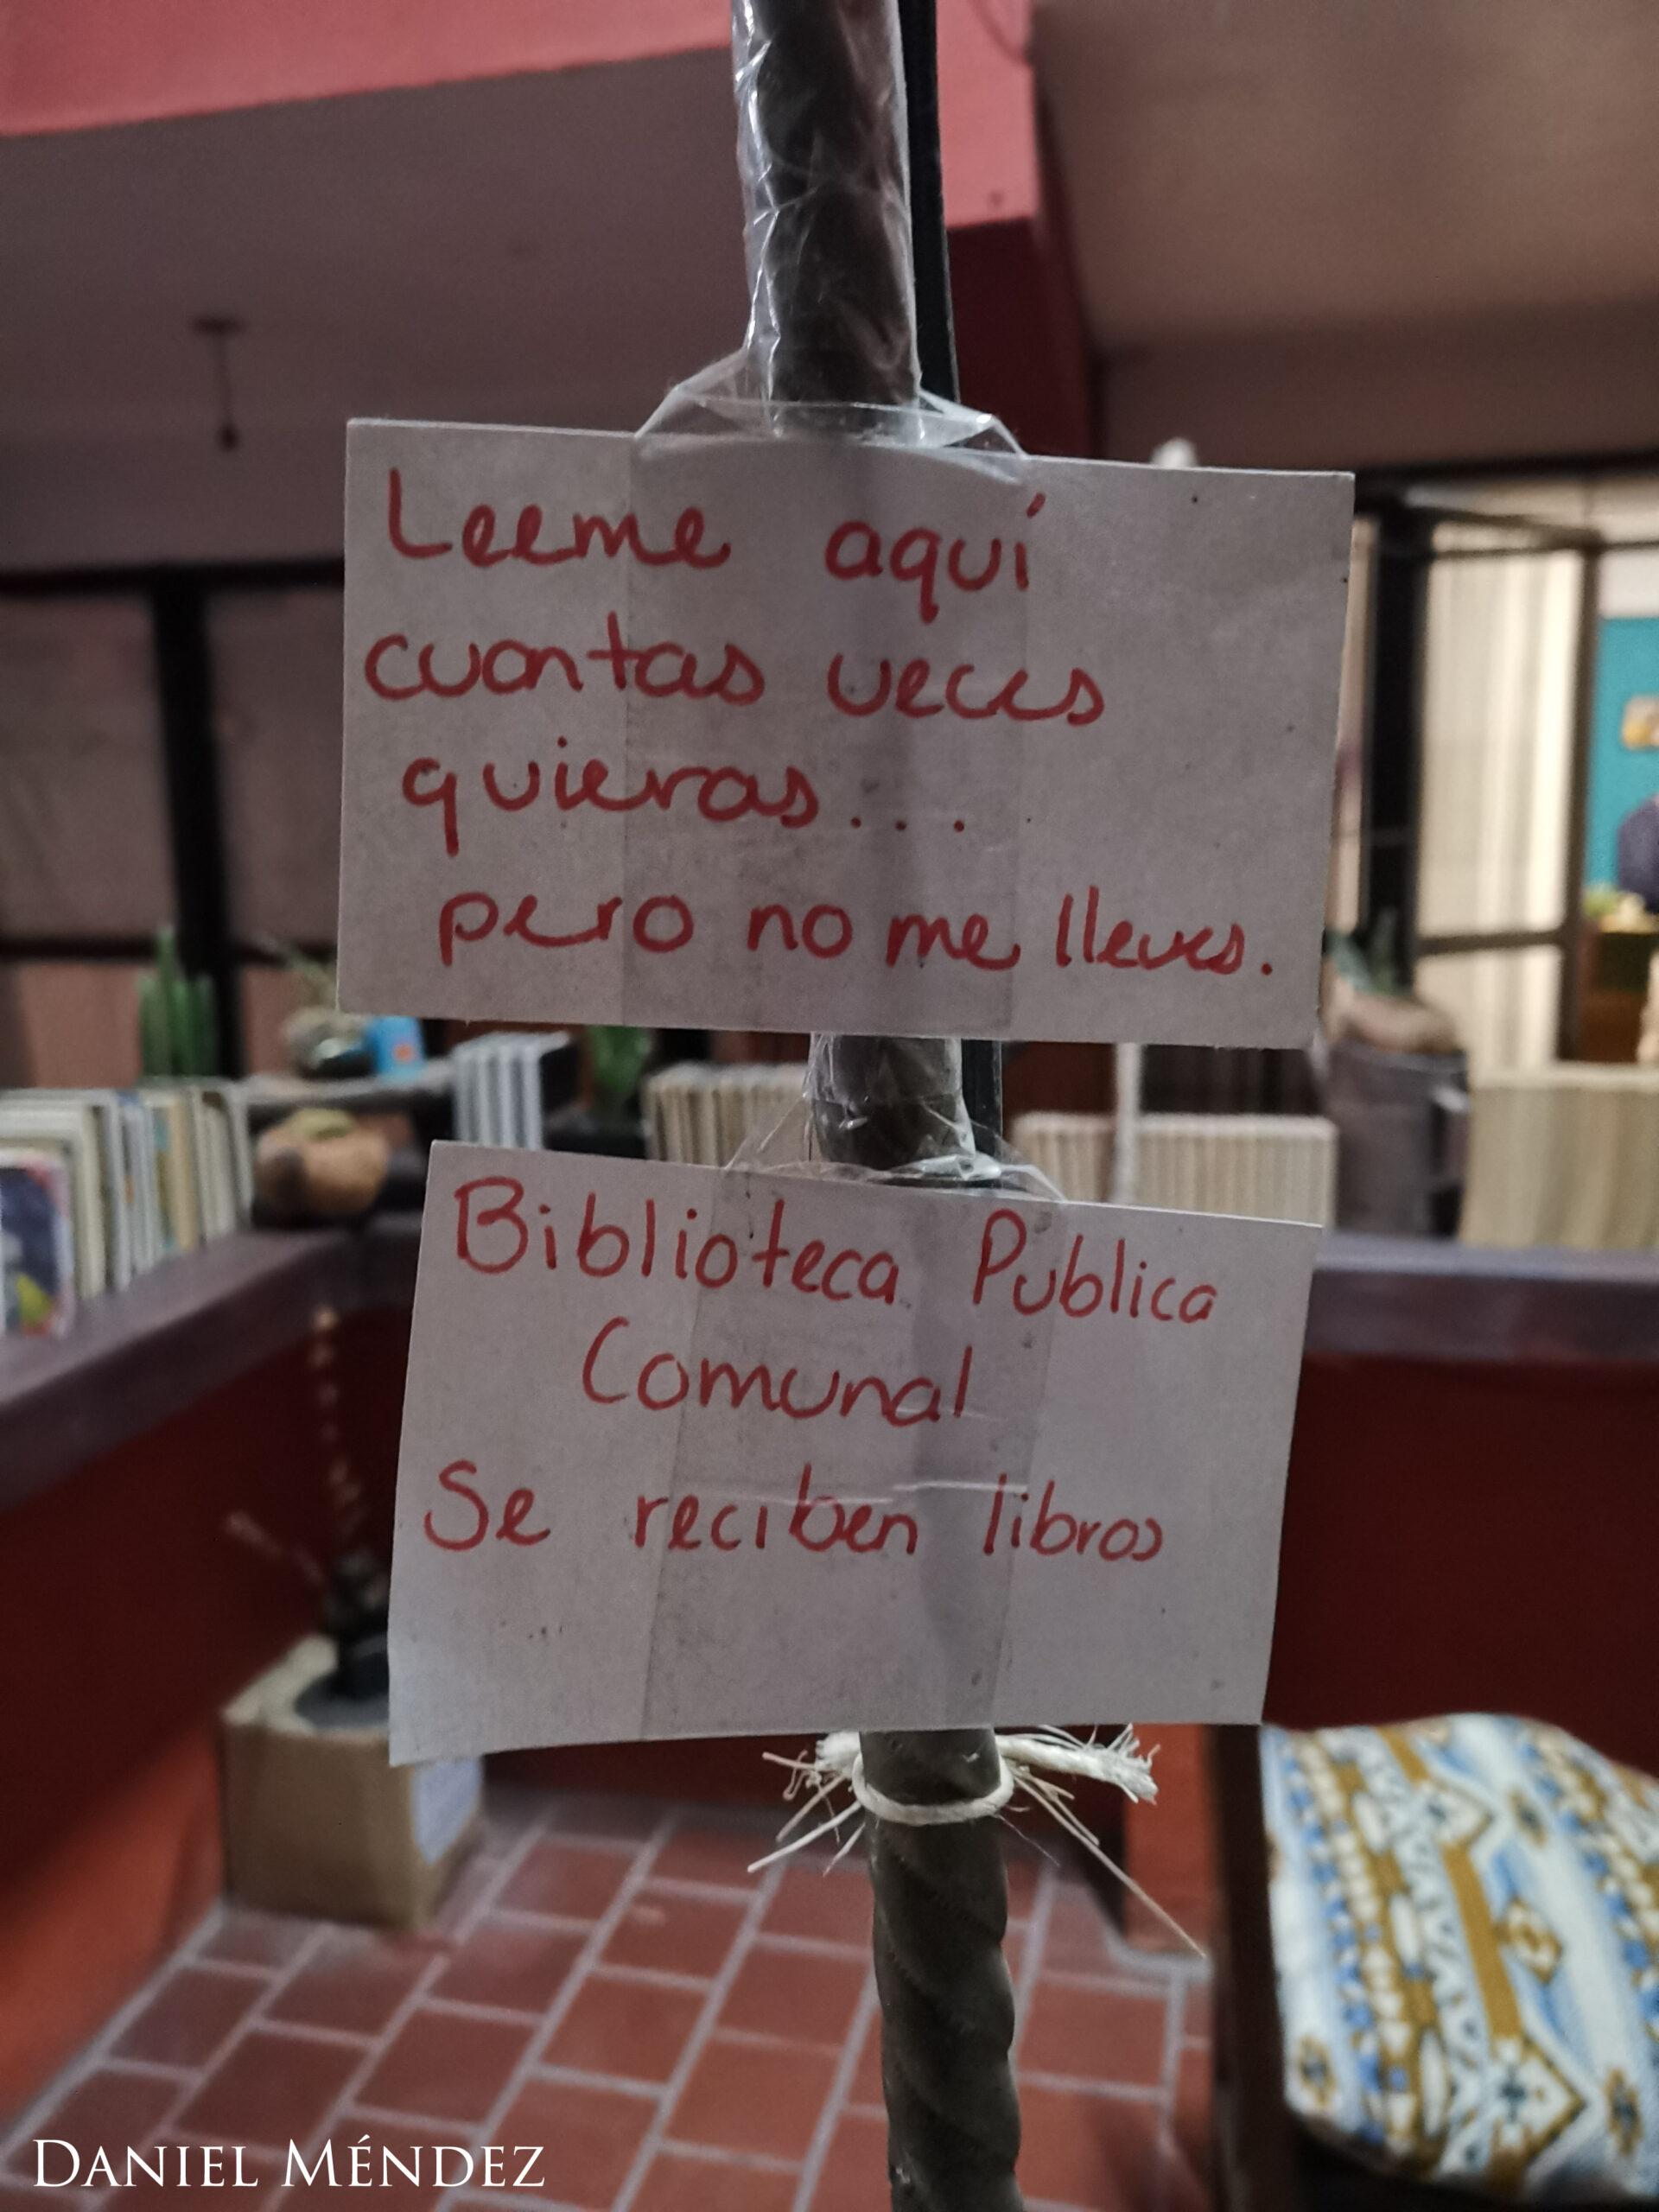 Leeme aquí
cuantas veces
quieras...
pero no me lleves.
Biblioteca Publica
Comunal
Se reciben libros
DANIEL MÉNDEZ